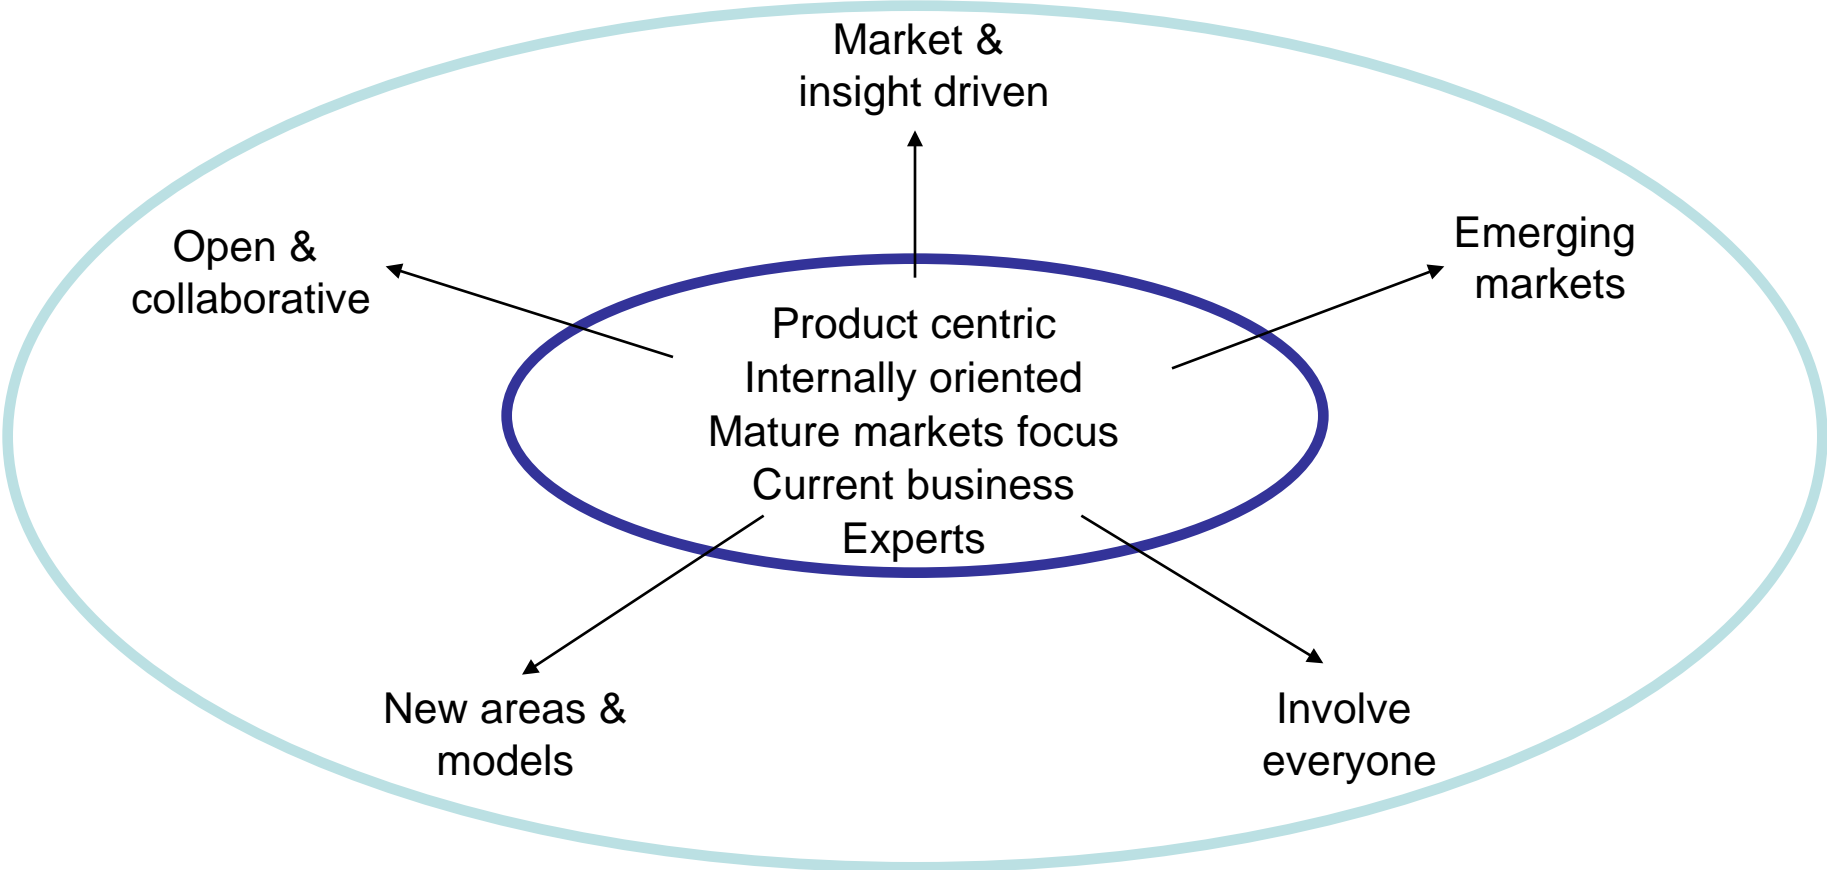 Market &
insight driven
Open &
collaborative
Emerging
markets
Product centric
Internally oriented
Mature markets focus
Current business
Experts
New areas &
models
Involve
everyone